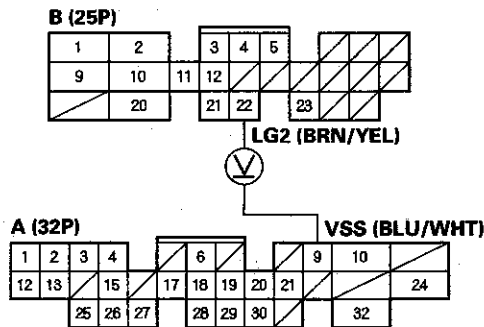 B (25P)
1 2 3 4 5
9 10 11 12
20 21 22 23
LG2 (BRN/YEL)
V
A (32P)
VSS (BLU/WHT)
1 2 3 4 6 9 10
12 13 15 17 18 19 20 21 24
25 26 27 28 29 30 32